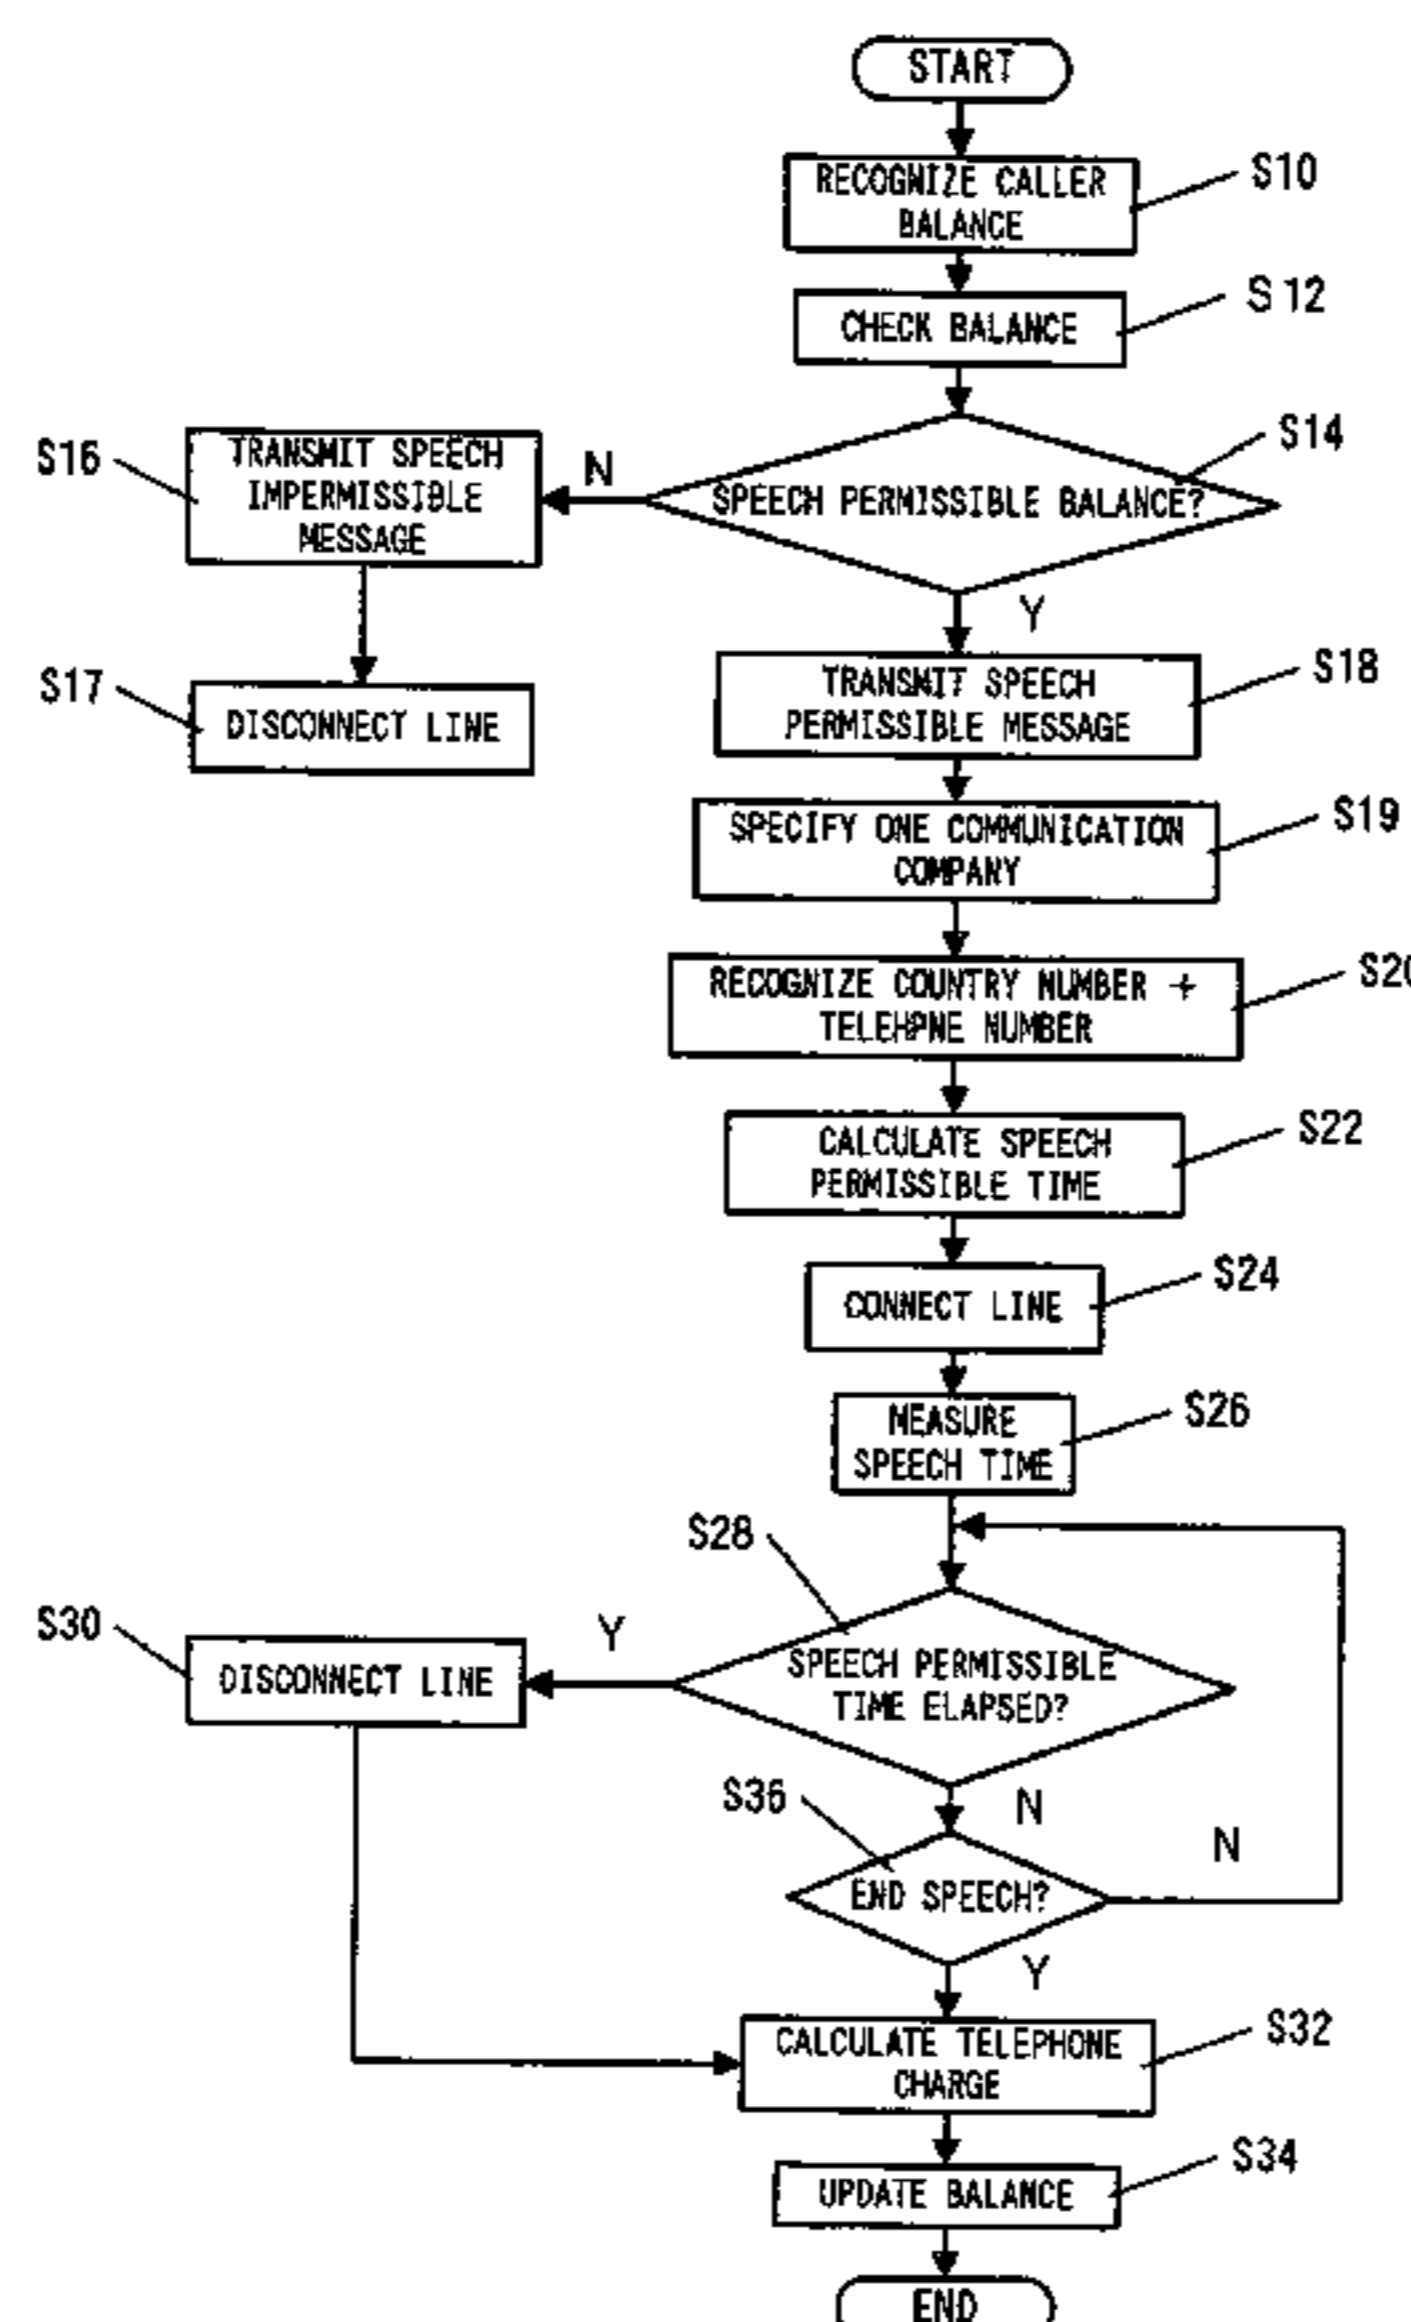 START
RECOGNIZE CALLER
BALANCE
S10
CHECK BALANCE
S12
SPEECH PERMISSIBLE BALANCE?
S14
N
S16
TRANSMIT SPEECH
IMPERMISSIBLE
MESSAGE
S17
DISCONNECT LINE
Y
TRANSMIT SPEECH
PERMISSIBLE MESSAGE
S18
SPECIFY ONE COMMUNICATION
COMPANY
S19
RECOGNIZE COUNTRY NUMBER +
TELEHPNE NUMBER
S20
CALCULATE SPEECH
PERMISSIBLE TIME
S22
CONNECT LINE
S24
MEASURE
SPEECH TIME
S26
S28
SPEECH PERMISSIBLE
TIME ELAPSED?
Y
S30
DISCONNECT LINE
N
S36
END SPEECH?
N
Y
CALCULATE TELEPHONE
CHARGE
S32
UPDATE BALANCE
S34
END